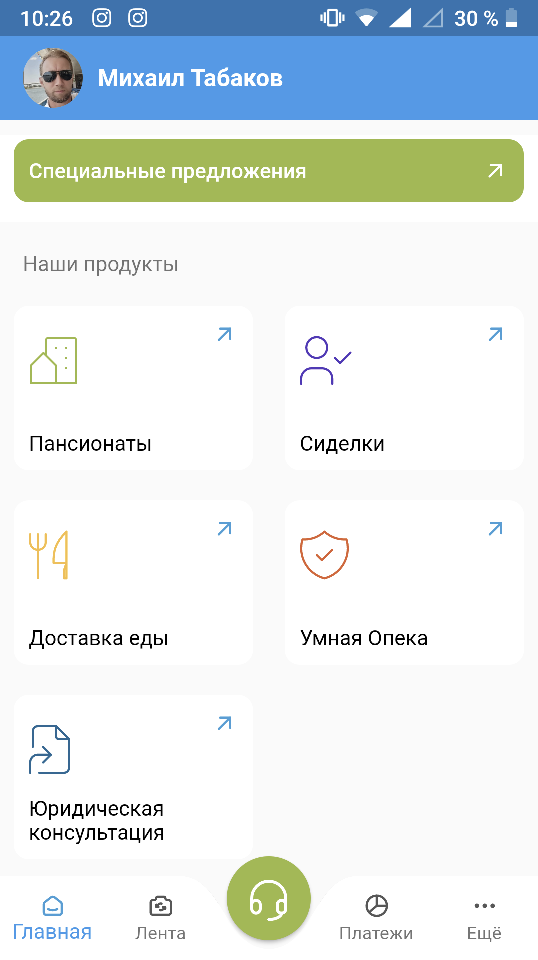 10:26
30 %
Михаил Табаков
Специальные предложения
Наши продукты
Пансионаты
Сиделки
Доставка еды
Умная Опека
Юридическая
консультация
Главная
Лента
Платежи
Ещё